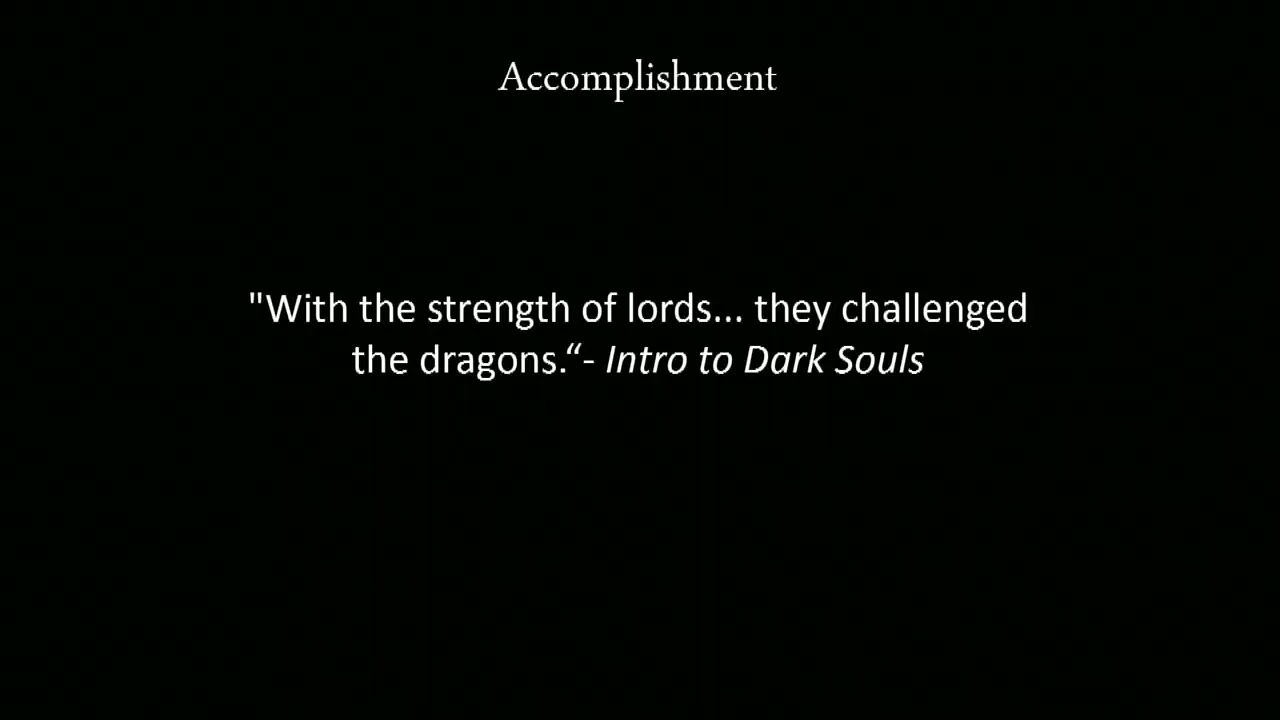 Accomplishment
"With the strength of lords... they challenged
the dragons.“- Intro to Dark Souls